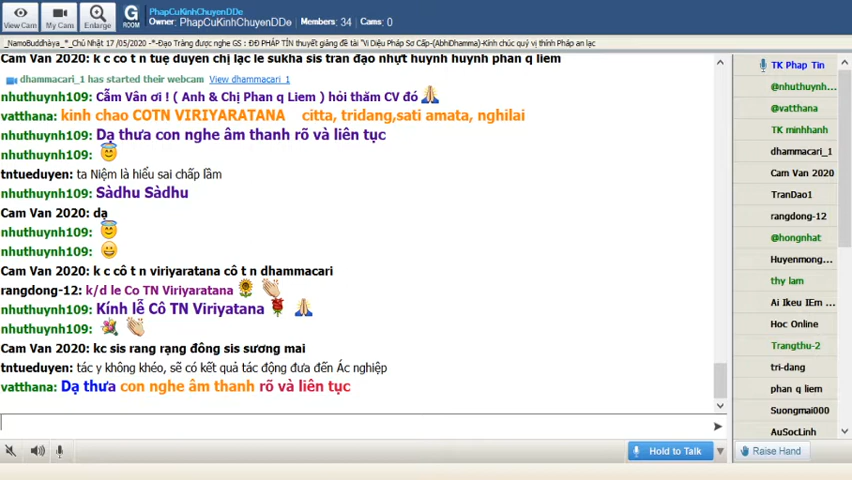 PhapCuKinhChuyenDDe
Owner: PhapCuKinhChuyenDDe Members: 34 Cams: 0
View Cam My Cam Enlarge G ROOM
_NamoBuddhàya_*_Chủ Nhật 17 /05/2020 -*-Đạo Tràng được nghe GS : ĐĐ PHÁP TÍN thuyết giảng đề tài "Vi Diệu Pháp Sơ Cấp-{AbhiDhamma}-Kính chúc quý vị thính Pháp an lạc
Cam Van 2020: k c c ô t n tuệ duyên chị lạc le sukha sis tran đạo nhựt huynh huynh phan q liem
dhammacari_1 has started their webcam View dhammacari_1
nhuthuynh109: Cẩm Vân ơi ! ( Anh & Chị Phan q Liem ) hỏi thăm CV đó 🙏
vatthana: kinh chao COTN VIRIYARATANA citta, tridang,sati amata, nghilai
nhuthuynh109: Dạ thưa con nghe âm thanh rõ và liên tục
nhuthuynh109: 😇
tntueduyen: ta Niệm là hiểu sai chấp lầm
nhuthuynh109: Sàdhu Sàdhu
Cam Van 2020: dạ
nhuthuynh109: 😇
nhuthuynh109: 😀
Cam Van 2020: k c cô t n viriyaratana cô t n dhammacari
rangdong-12: k/d le Co TN Viriyaratana 🌻 👏
nhuthuynh109: Kính lễ Cô TN Viriyatana 🌹 🙏
nhuthuynh109: 💐 👏
Cam Van 2020: kc sis rang rạng đông sis sương mai
tntueduyen: tác y không khéo, sẽ có kết quả tác động đưa đến Ác nghiệp
vatthana: Dạ thưa con nghe âm thanh rõ và liên tục
Hold to Talk
TK Phap Tin
@nhuthuynh...
@vatthana
TK minhhanh
dhammacari_1
Cam Van 2020
TranDao1
rangdong-12
@hongnhat
Huyenmong...
thy lam
Ai Ikeu IEm ...
Hoc Online
Trangthu-2
tri-dang
phan q liem
Suongmai000
AuSocLinh
Raise Hand